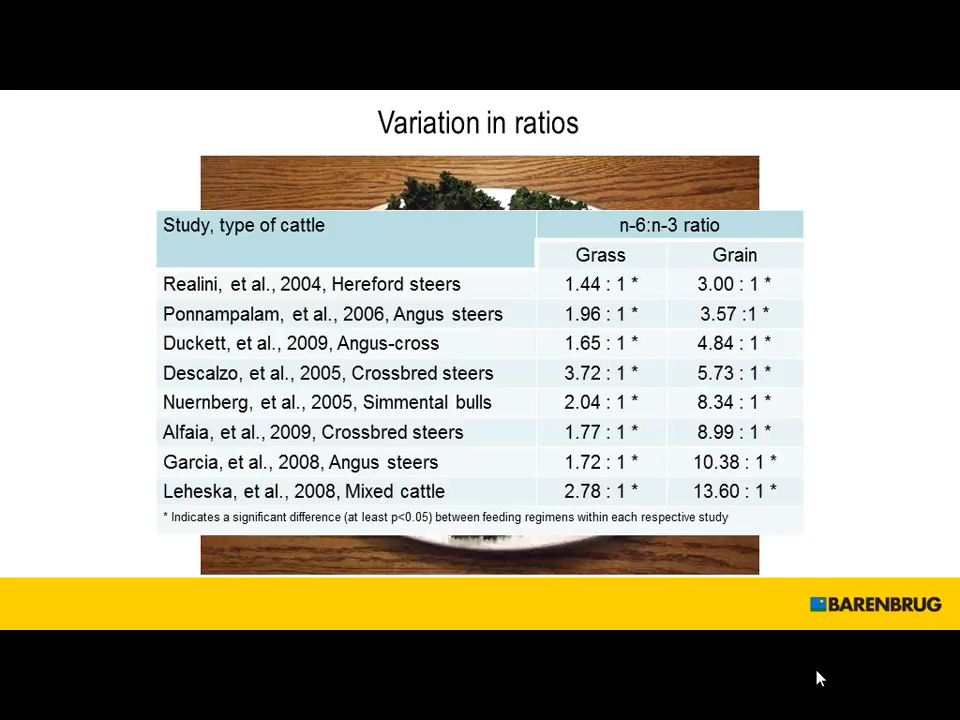 Variation in ratios
Study, type of cattle n-6:n-3 ratio
Grass Grain
Realini, et al., 2004, Hereford steers 1.44 : 1 * 3.00 : 1 *
Ponnampalam, et al., 2006, Angus steers 1.96 : 1 * 3.57 :1 *
Duckett, et al., 2009, Angus-cross 1.65 : 1 * 4.84 : 1 *
Descalzo, et al., 2005, Crossbred steers 3.72 : 1 * 5.73 : 1 *
Nuernberg, et al., 2005, Simmental bulls 2.04 : 1 * 8.34 : 1 *
Alfaia, et al., 2009, Crossbred steers 1.77 : 1 * 8.99 : 1 *
Garcia, et al., 2008, Angus steers 1.72 : 1 * 10.38 : 1 *
Leheska, et al., 2008, Mixed cattle 2.78 : 1 * 13.60 : 1 *
* Indicates a significant difference (at least p<0.05) between feeding regimens within each respective study
BARENBRUG